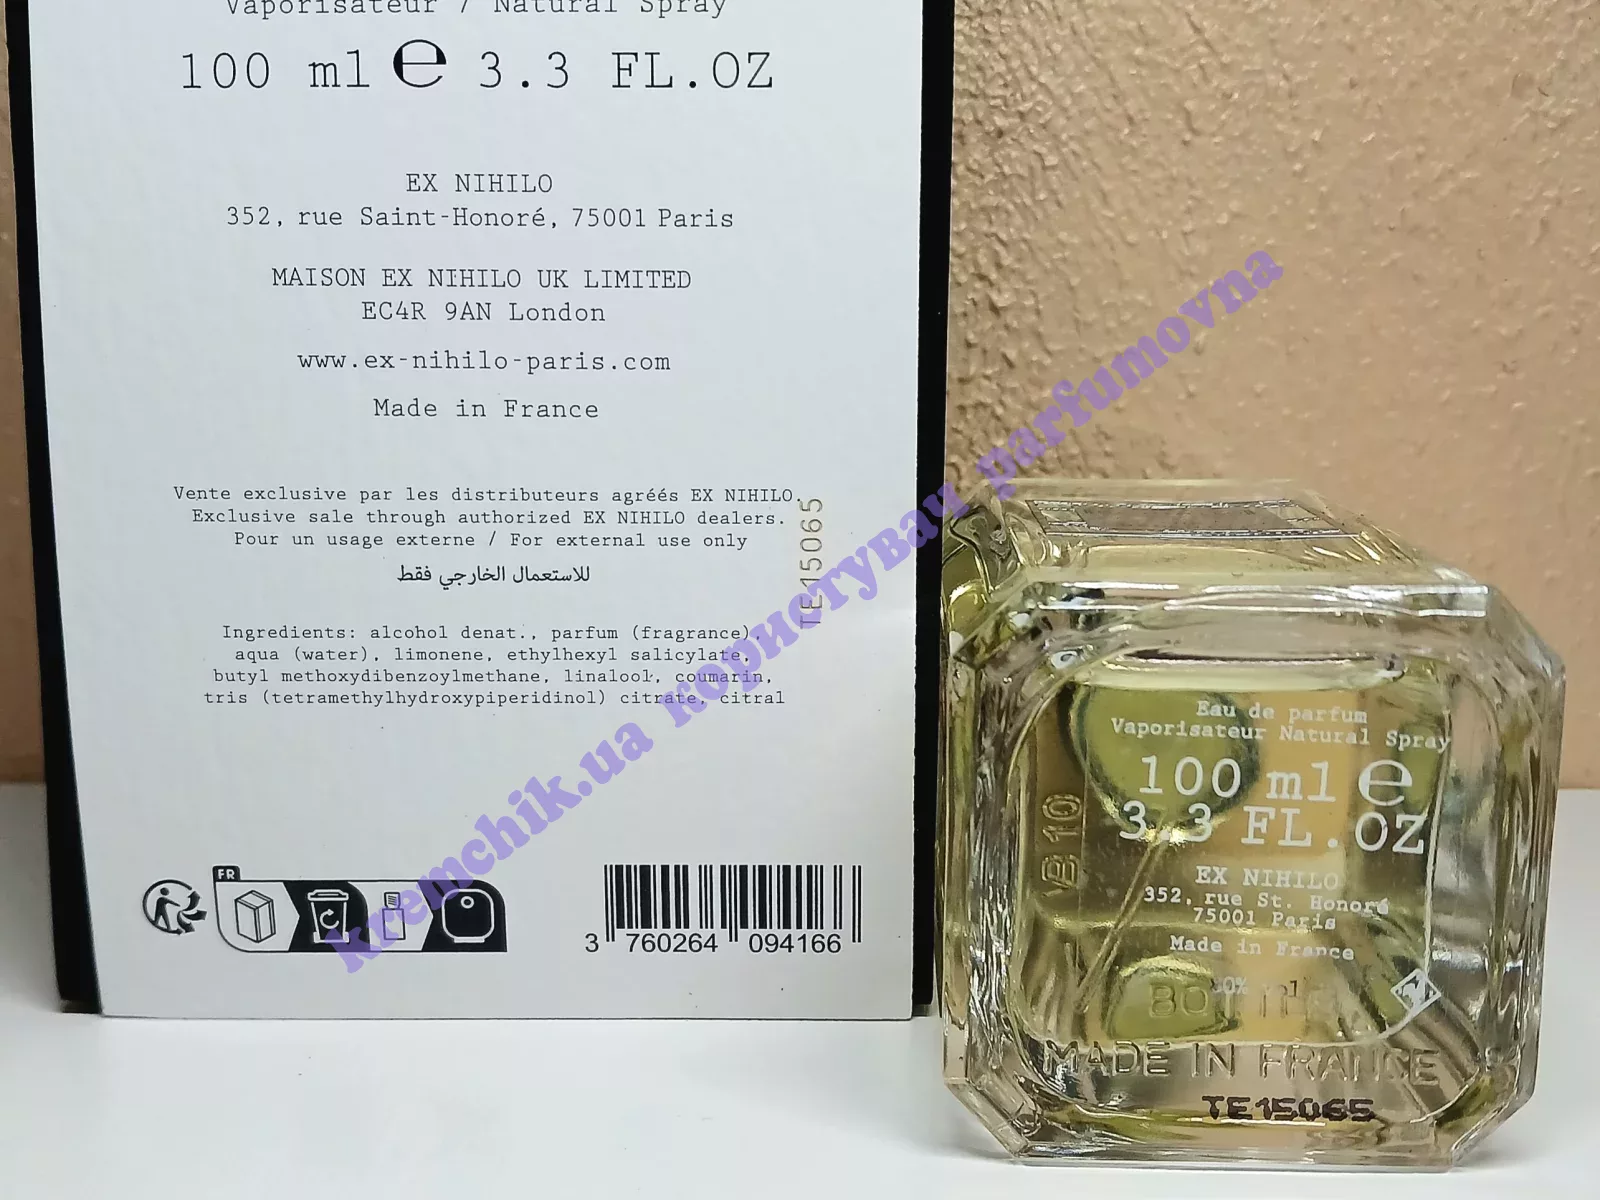 Vaporisateur / Natural Spray
100 ml ℮ 3.3 FL.OZ
EX NIHILO
352, rue Saint-Honoré, 75001 Paris
MAISON EX NIHILO UK LIMITED
EC4R 9AN London
www.ex-nihilo-paris.com
Made in France
Vente exclusive par les distributeurs agréés EX NIHILO.
Exclusive sale through authorized EX NIHILO dealers.
Pour un usage externe / For external use only
للاستعمال الخارجي فقط
TE15065
Ingredients: alcohol denat., parfum (fragrance),
aqua (water), limonene, ethylhexyl salicylate,
butyl methoxydibenzoylmethane, linalool, coumarin,
tris (tetramethylhydroxypiperidinol) citrate, citral
FR
3 760264 094166
kremchik.ua користувач parfumovna
Eau de parfum
Vaporisateur Natural Spray
100 ml ℮
3.3 FL.OZ
EX NIHILO
352, rue St. Honoré
75001 Paris
Made in France
80%
MADE IN FRANCE
TE15065